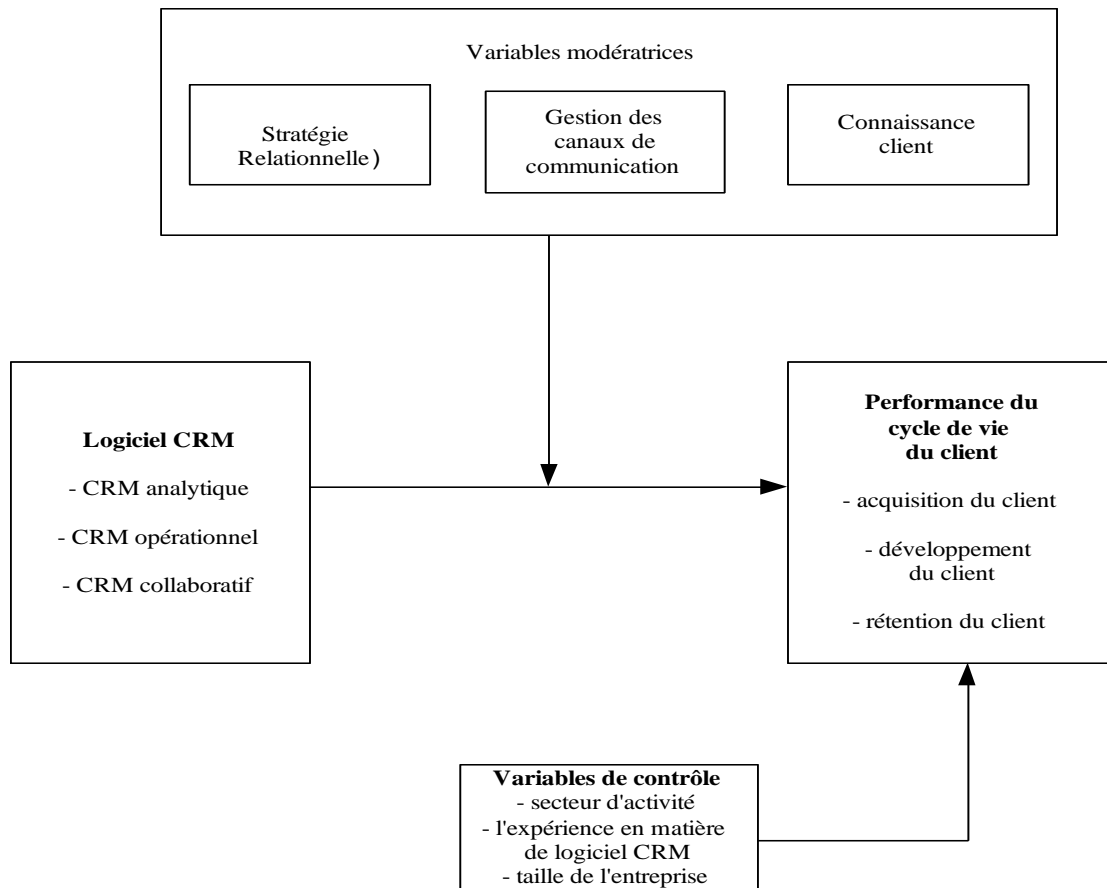 Variables modératrices
Stratégie
Relationnelle)
Gestion des
canaux de
communication
Connaissance
client
Logiciel CRM
- CRM analytique
- CRM opérationnel
- CRM collaboratif
Performance du
cycle de vie
du client
- acquisition du client
- développement
du client
- rétention du client
Variables de contrôle
- secteur d'activité
- l'expérience en matière
de logiciel CRM
- taille de l'entreprise